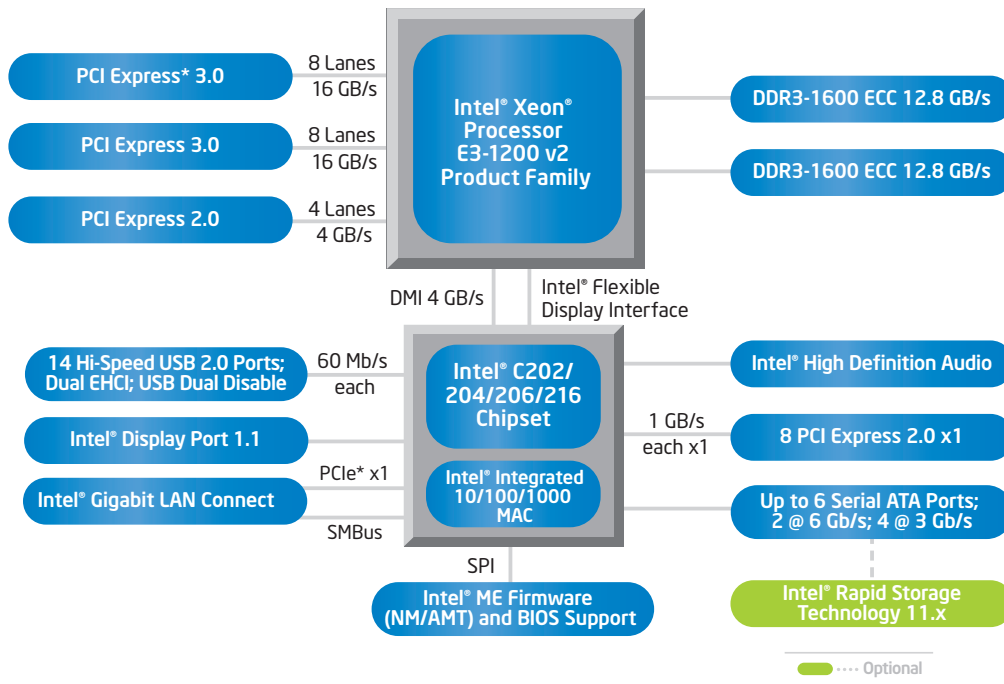 PCI Express* 3.0
8 Lanes
16 GB/s
PCI Express 3.0
8 Lanes
16 GB/s
PCI Express 2.0
4 Lanes
4 GB/s
Intel® Xeon®
Processor
E3-1200 v2
Product Family
DDR3-1600 ECC 12.8 GB/s
DDR3-1600 ECC 12.8 GB/s
DMI 4 GB/s
Intel® Flexible
Display Interface
14 Hi-Speed USB 2.0 Ports;
Dual EHCI; USB Dual Disable
60 Mb/s
each
Intel® Display Port 1.1
Intel® Gigabit LAN Connect
PCIe* x1
SMBus
Intel® C202/
204/206/216
Chipset
Intel® Integrated
10/100/1000
MAC
Intel® High Definition Audio
1 GB/s
each x1
8 PCI Express 2.0 x1
Up to 6 Serial ATA Ports;
2 @ 6 Gb/s; 4 @ 3 Gb/s
SPI
Intel® ME Firmware
(NM/AMT) and BIOS Support
Intel® Rapid Storage
Technology 11.x
Optional